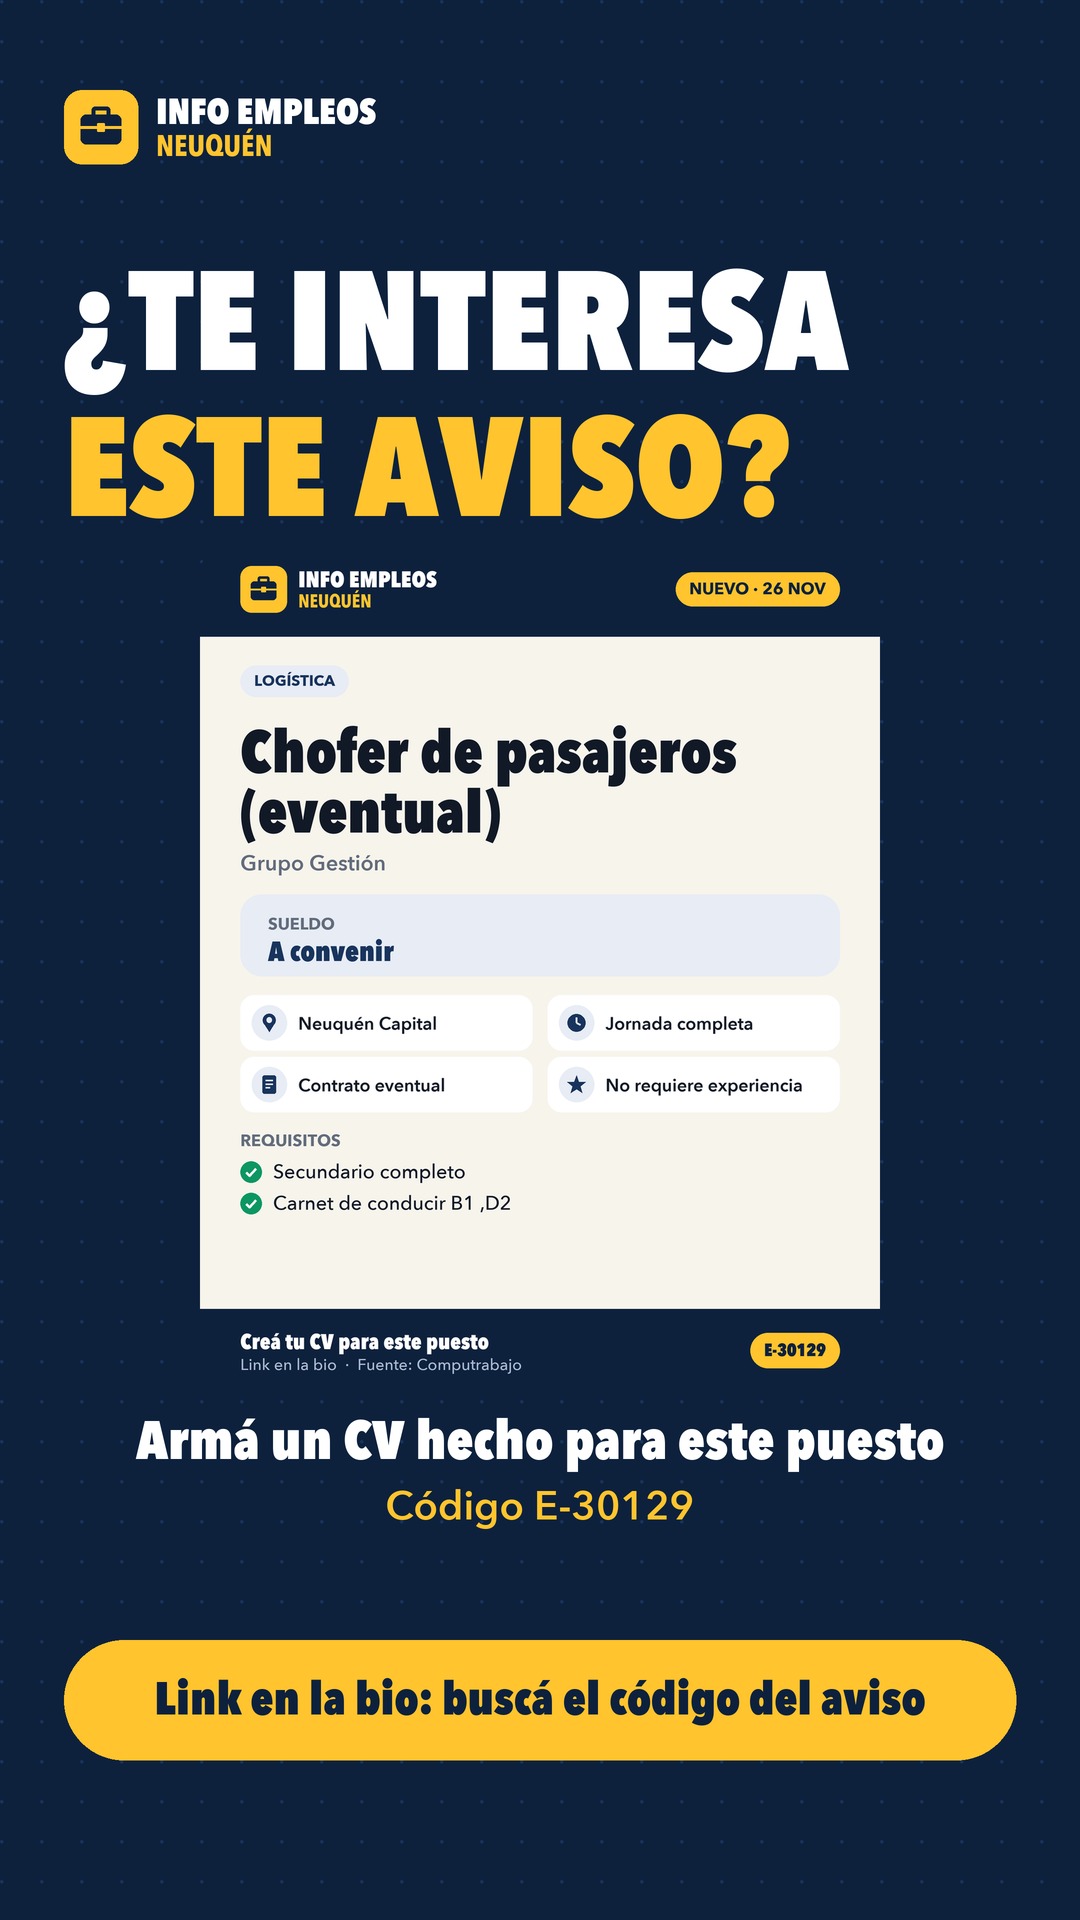 INFO EMPLEOS
NEUQUÉN
¿TE INTERESA
ESTE AVISO?
INFO EMPLEOS
NEUQUÉN
NUEVO · 26 NOV
LOGÍSTICA
Chofer de pasajeros
(eventual)
Grupo Gestión
SUELDO
A convenir
Neuquén Capital
Jornada completa
Contrato eventual
No requiere experiencia
REQUISITOS
Secundario completo
Carnet de conducir B1 ,D2
Creá tu CV para este puesto
Link en la bio · Fuente: Computrabajo
E-30129
Armá un CV hecho para este puesto
Código E-30129
Link en la bio: buscá el código del aviso